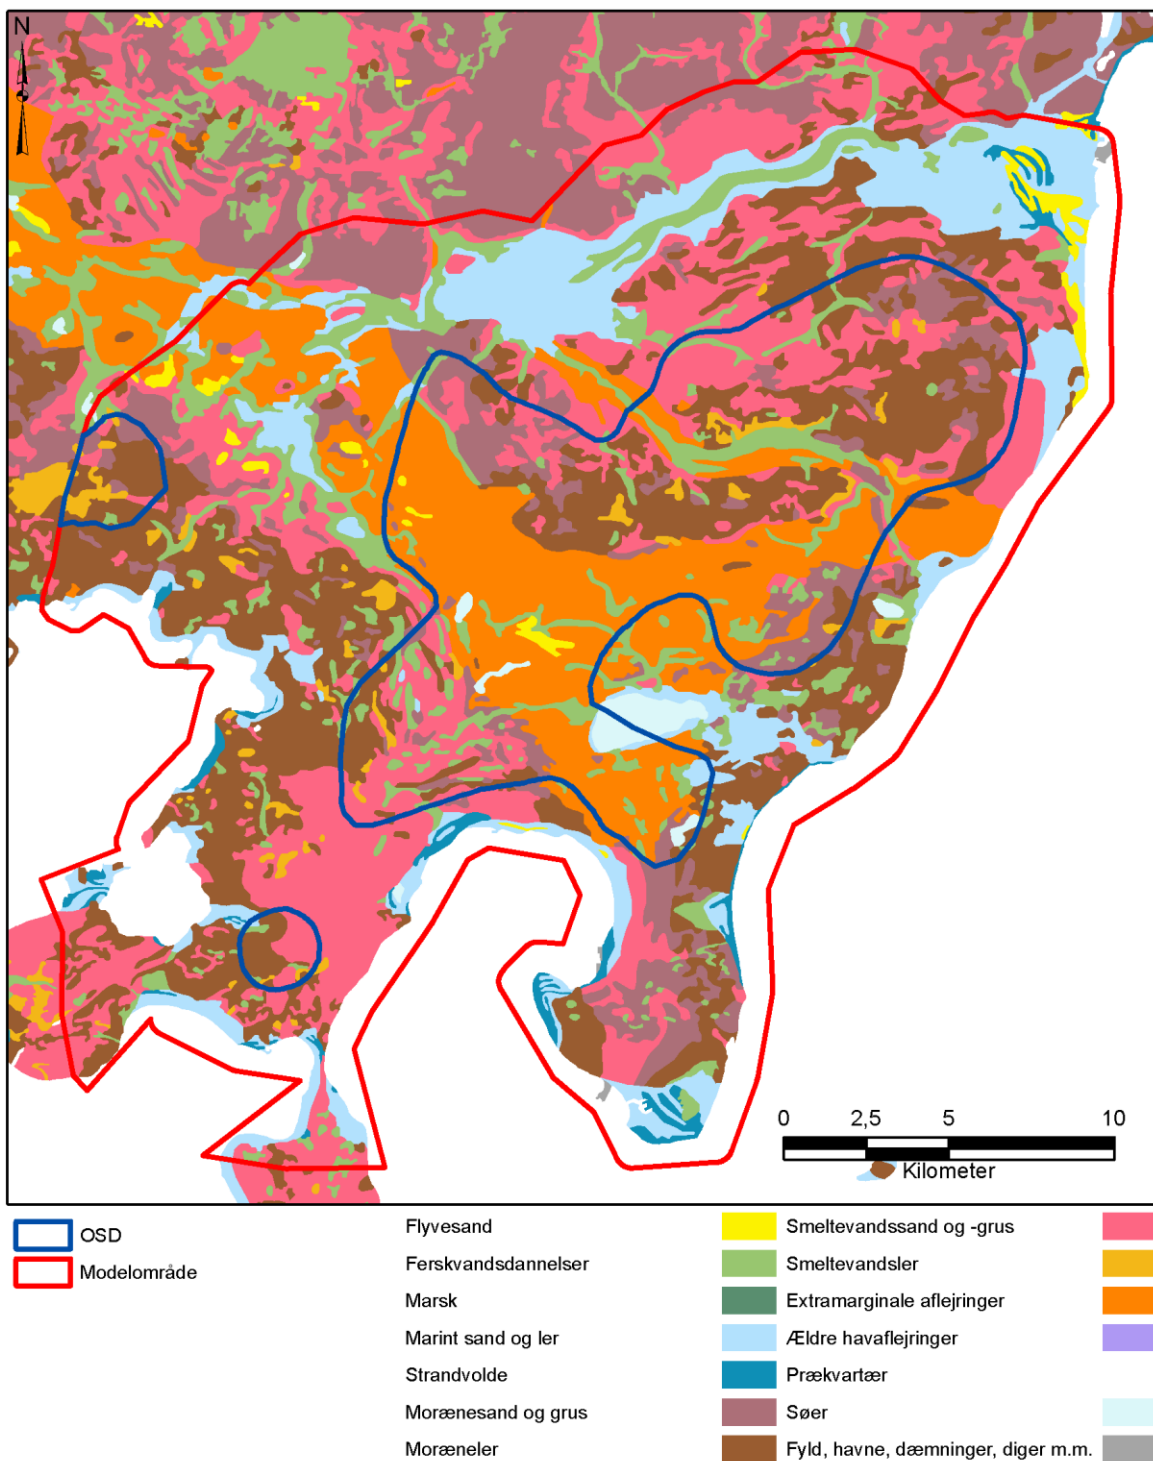 N
0 2,5 5 10
Kilometer
OSD
Modelområde
Flyvesand
Ferskvandsdannelser
Marsk
Marint sand og ler
Strandvolde
Morænesand og grus
Moræneler
Smeltevandssand og -grus
Smeltevandsler
Extramarginale aflejringer
Ældre havaflejringer
Prækvartær
Søer
Fyld, havne, dæmninger, diger m.m.